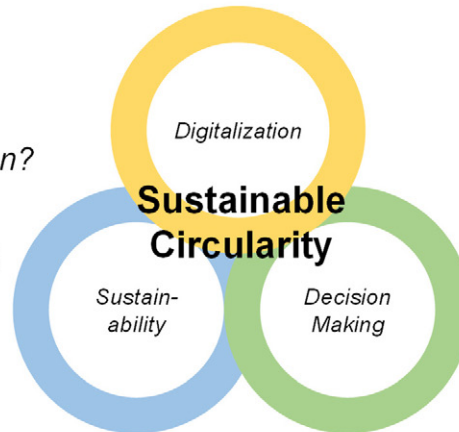 Digitalization
n?
Sustainable
Circularity
Sustain-
ability
Decision
Making